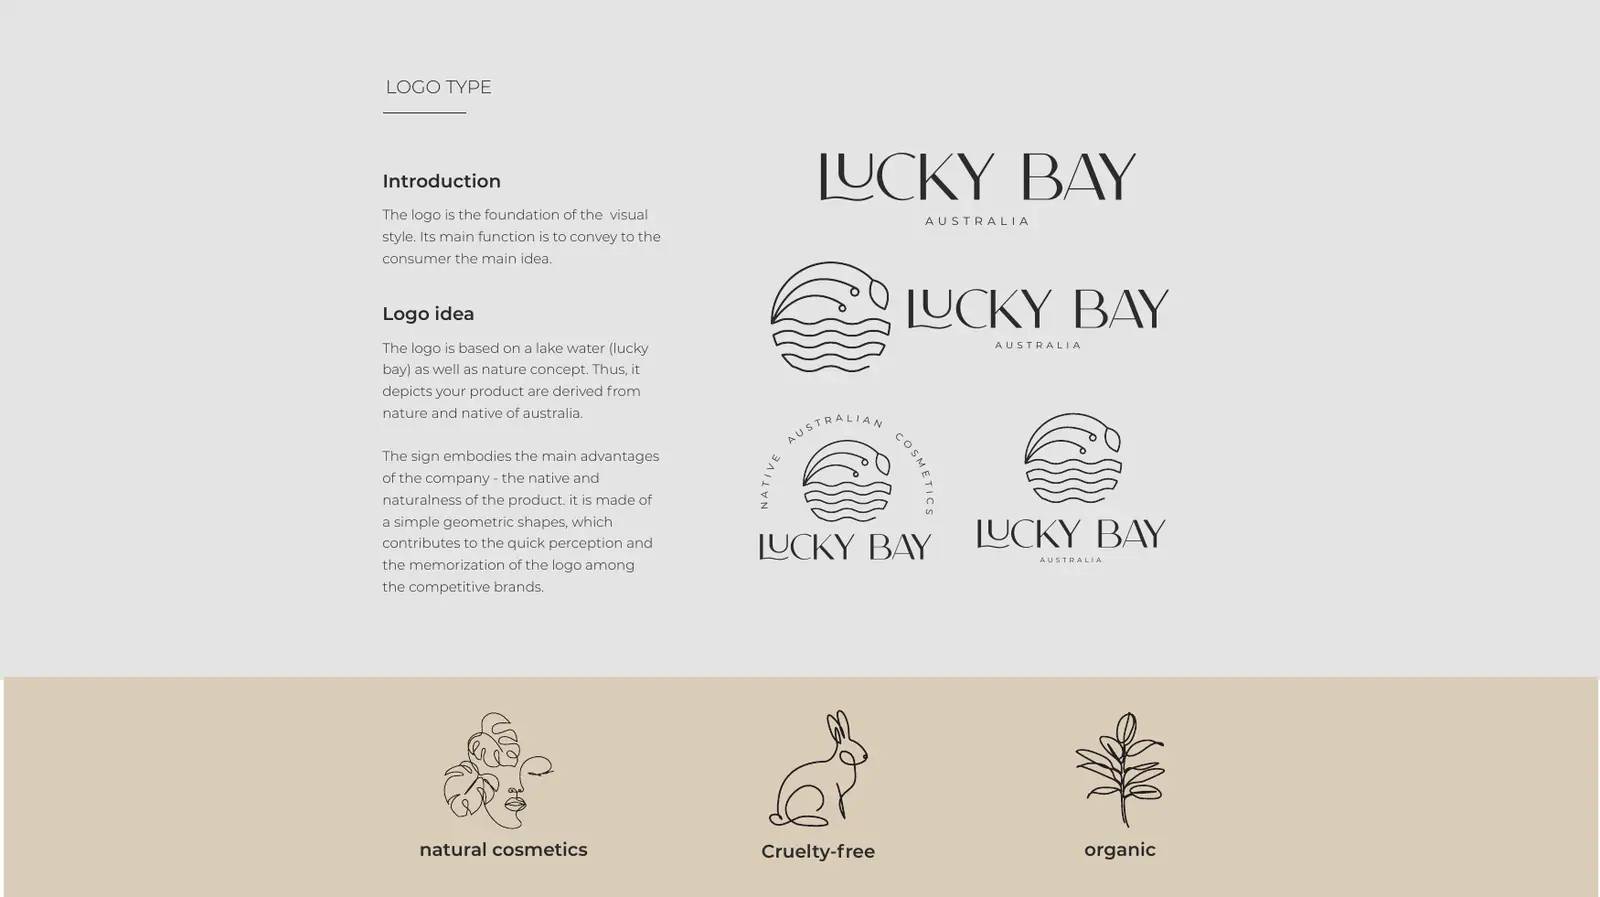 LOGO TYPE
Introduction
The logo is the foundation of the visual
style. Its main function is to convey to the
consumer the main idea.
Logo idea
The logo is based on a lake water (lucky
bay) as well as nature concept. Thus, it
depicts your product are derived from
nature and native of australia.
The sign embodies the main advantages
of the company - the native and
naturalness of the product. it is made of
a simple geometric shapes, which
contributes to the quick perception and
the memorization of the logo among
the competitive brands.
LUCKY BAY
AUSTRALIA
LUCKY BAY
AUSTRALIA
NATIVE AUSTRALIAN COSMETICS
LUCKY BAY
LUCKY BAY
AUSTRALIA
natural cosmetics
Cruelty-free
organic